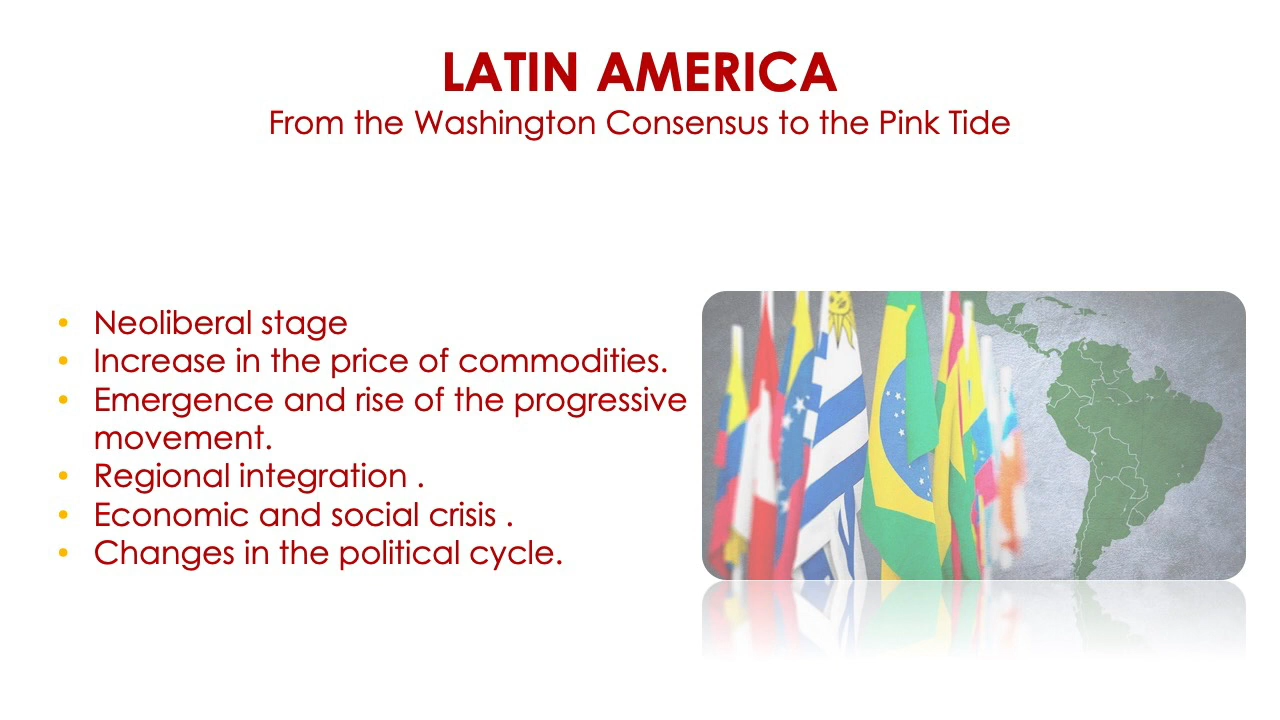 LATIN AMERICA
From the Washington Consensus to the Pink Tide
• Neoliberal stage
• Increase in the price of commodities.
• Emergence and rise of the progressive
movement.
• Regional integration .
• Economic and social crisis .
• Changes in the political cycle.